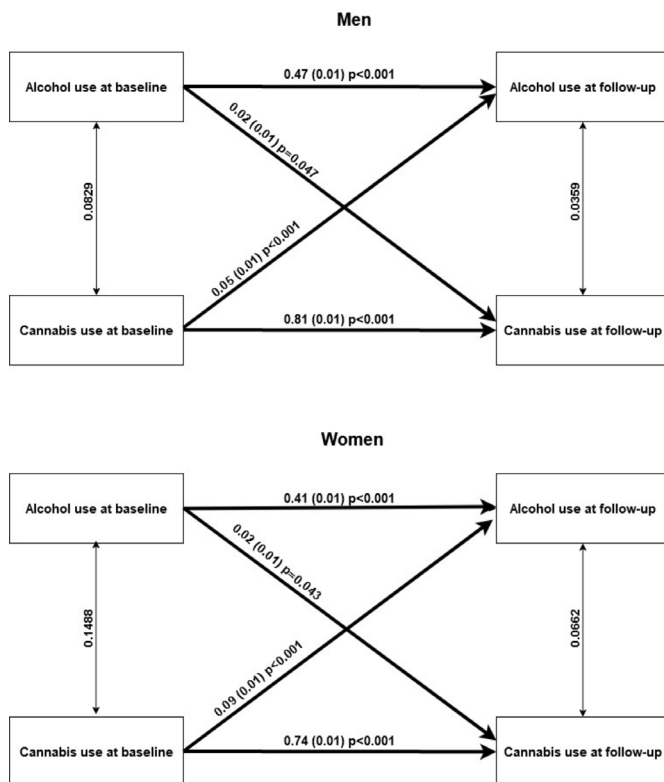 Men
Alcohol use at baseline
0.47 (0.01) p<0.001
Alcohol use at follow-up
0.02 (0.01) p=0.047
0.0829
0.0359
0.05 (0.01) p<0.001
Cannabis use at baseline
0.81 (0.01) p<0.001
Cannabis use at follow-up
Women
Alcohol use at baseline
0.41 (0.01) p<0.001
Alcohol use at follow-up
0.02 (0.01) p=0.043
0.1488
0.0662
0.09 (0.01) p<0.001
Cannabis use at baseline
0.74 (0.01) p<0.001
Cannabis use at follow-up